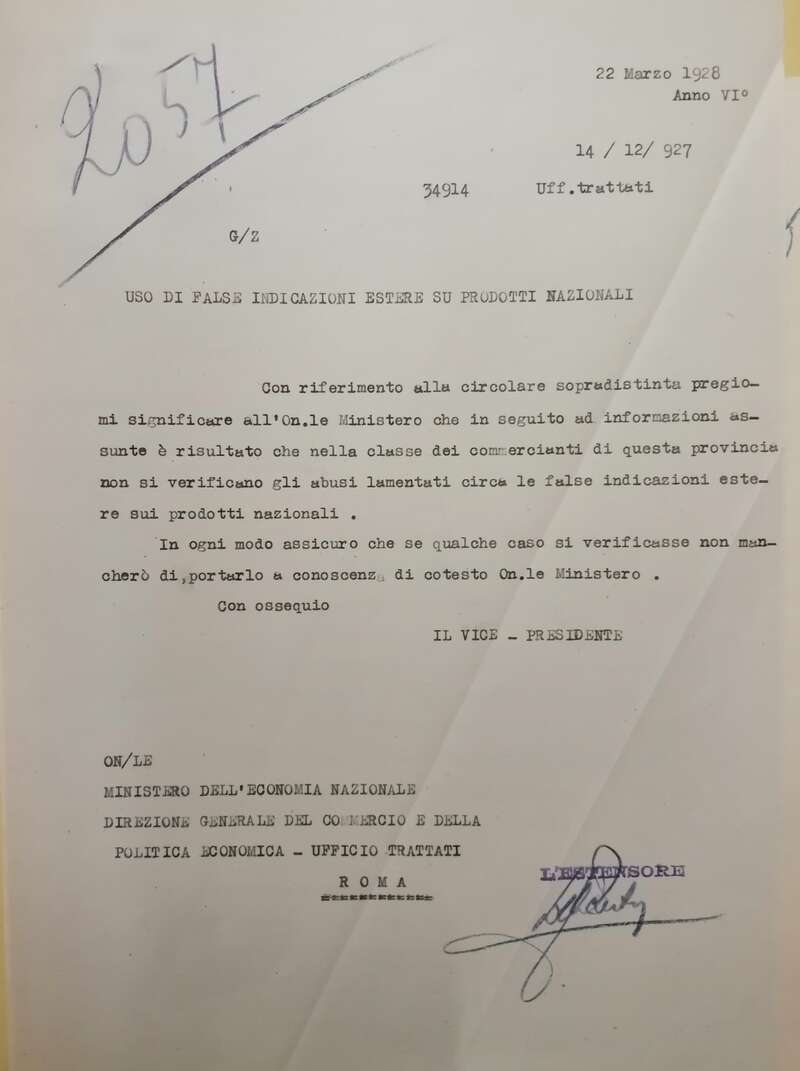 2057
22 Marzo 1928
Anno VI°
14 / 12/ 927
34914 Uff.trattati
G/Z
USO DI FALSE INDICAZIONI ESTERE SU PRODOTTI NAZIONALI
Con riferimento alla circolare sopradistinta pregio-
mi significare all'On.le Ministero che in seguito ad informazioni as-
sunte è risultato che nella classe dei commercianti di questa provincia
non si verificano gli abusi lamentati circa le false indicazioni este-
re sui prodotti nazionali .
In ogni modo assicuro che se qualche caso si verificasse non man-
cherò di,portarlo a conoscenza di cotesto On.le Ministero .
Con ossequio
IL VICE - PRESIDENTE
ON/LE
MINISTERO DELL'ECONOMIA NAZIONALE
DIREZIONE GENERALE DEL COMMERCIO E DELLA
POLITICA ECONOMICA - UFFICIO TRATTATI
R O M A
L'ESTENSORE